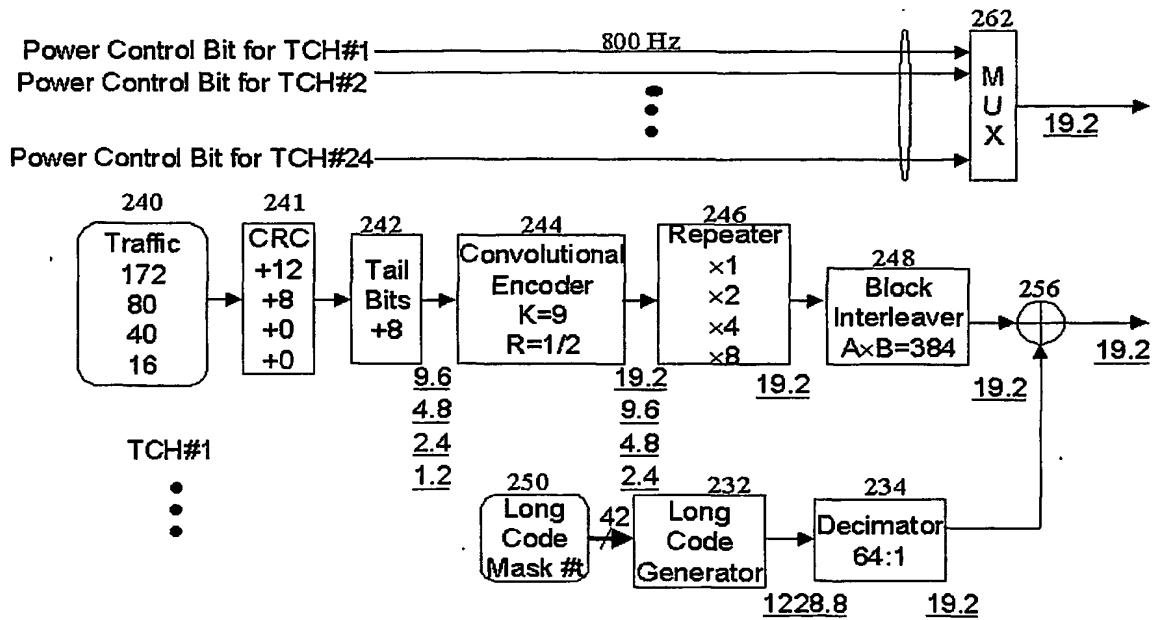 262
Power Control Bit for TCH#1
800 Hz
Power Control Bit for TCH#2
MUX
19.2
Power Control Bit for TCH#24
240
Traffic
172
80
40
16
241
CRC
+12
+8
+0
+0
242
Tail
Bits
+8
244
Convolutional
Encoder
K=9
R=1/2
246
Repeater
×1
×2
×4
×8
248
Block
Interleaver
A×B=384
256
19.2
9.6
4.8
2.4
1.2
19.2
9.6
4.8
2.4
19.2
19.2
TCH#1
250
Long
Code
Mask #t
42
232
Long
Code
Generator
1228.8
234
Decimator
64:1
19.2